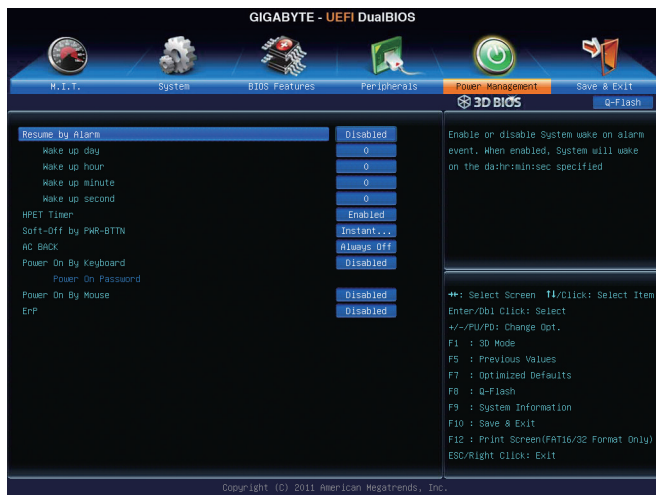 GIGABYTE - UEFI DualBIOS
M.I.T.
System
BIOS Features
Peripherals
Power Management
Save & Exit
3D BIOS
Q-Flash
Resume by Alarm Disabled
Wake up day 0
Wake up hour 0
Wake up minute 0
Wake up second 0
HPET Timer Enabled
Soft-Off by PWR-BTTN Instant...
AC BACK Always Off
Power On By Keyboard Disabled
Power On Password
Power On By Mouse Disabled
ErP Disabled
Enable or disable System wake on alarm
event. When enabled, System will wake
on the da:hr:min:sec specified
→←: Select Screen ↑↓/Click: Select Item
Enter/Dbl Click: Select
+/-/PU/PD: Change Opt.
F1 : 3D Mode
F5 : Previous Values
F7 : Optimized Defaults
F8 : Q-Flash
F9 : System Information
F10 : Save & Exit
F12 : Print Screen(FAT16/32 Format Only)
ESC/Right Click: Exit
Copyright (C) 2011 American Megatrends, Inc.